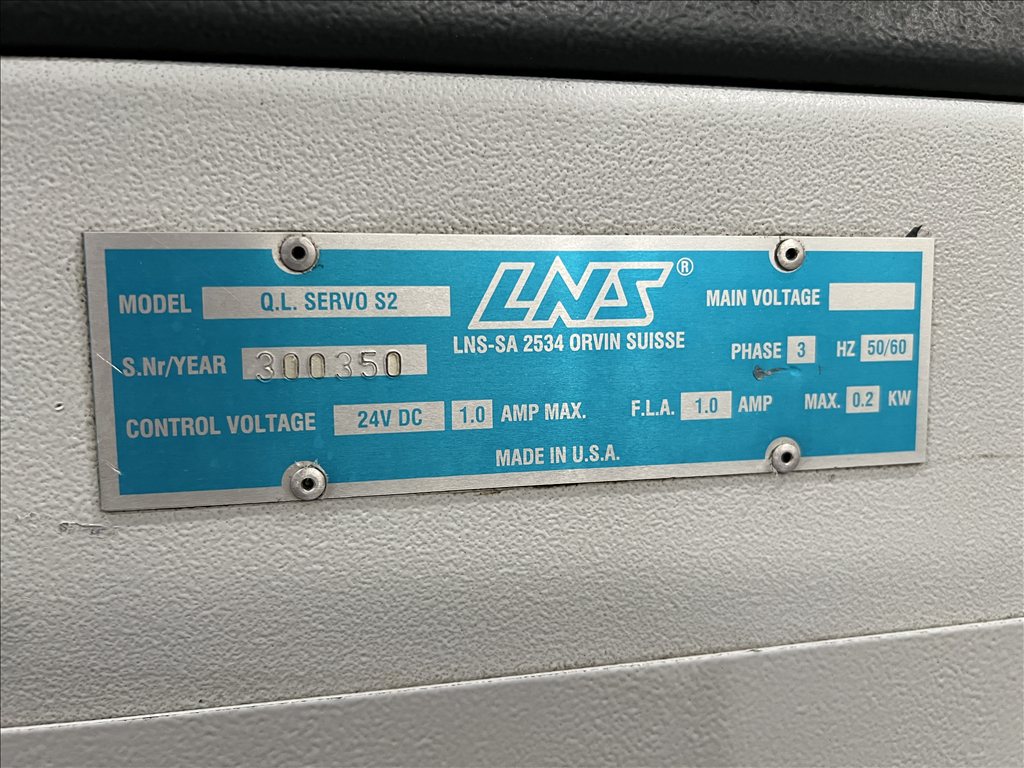 MODEL Q.L. SERVO S2
LNS®
LNS-SA 2534 ORVIN SUISSE
MAIN VOLTAGE
S.Nr/YEAR 300350
PHASE 3 HZ 50/60
CONTROL VOLTAGE 24V DC 1.0 AMP MAX.
F.L.A. 1.0 AMP MAX. 0.2 KW
MADE IN U.S.A.